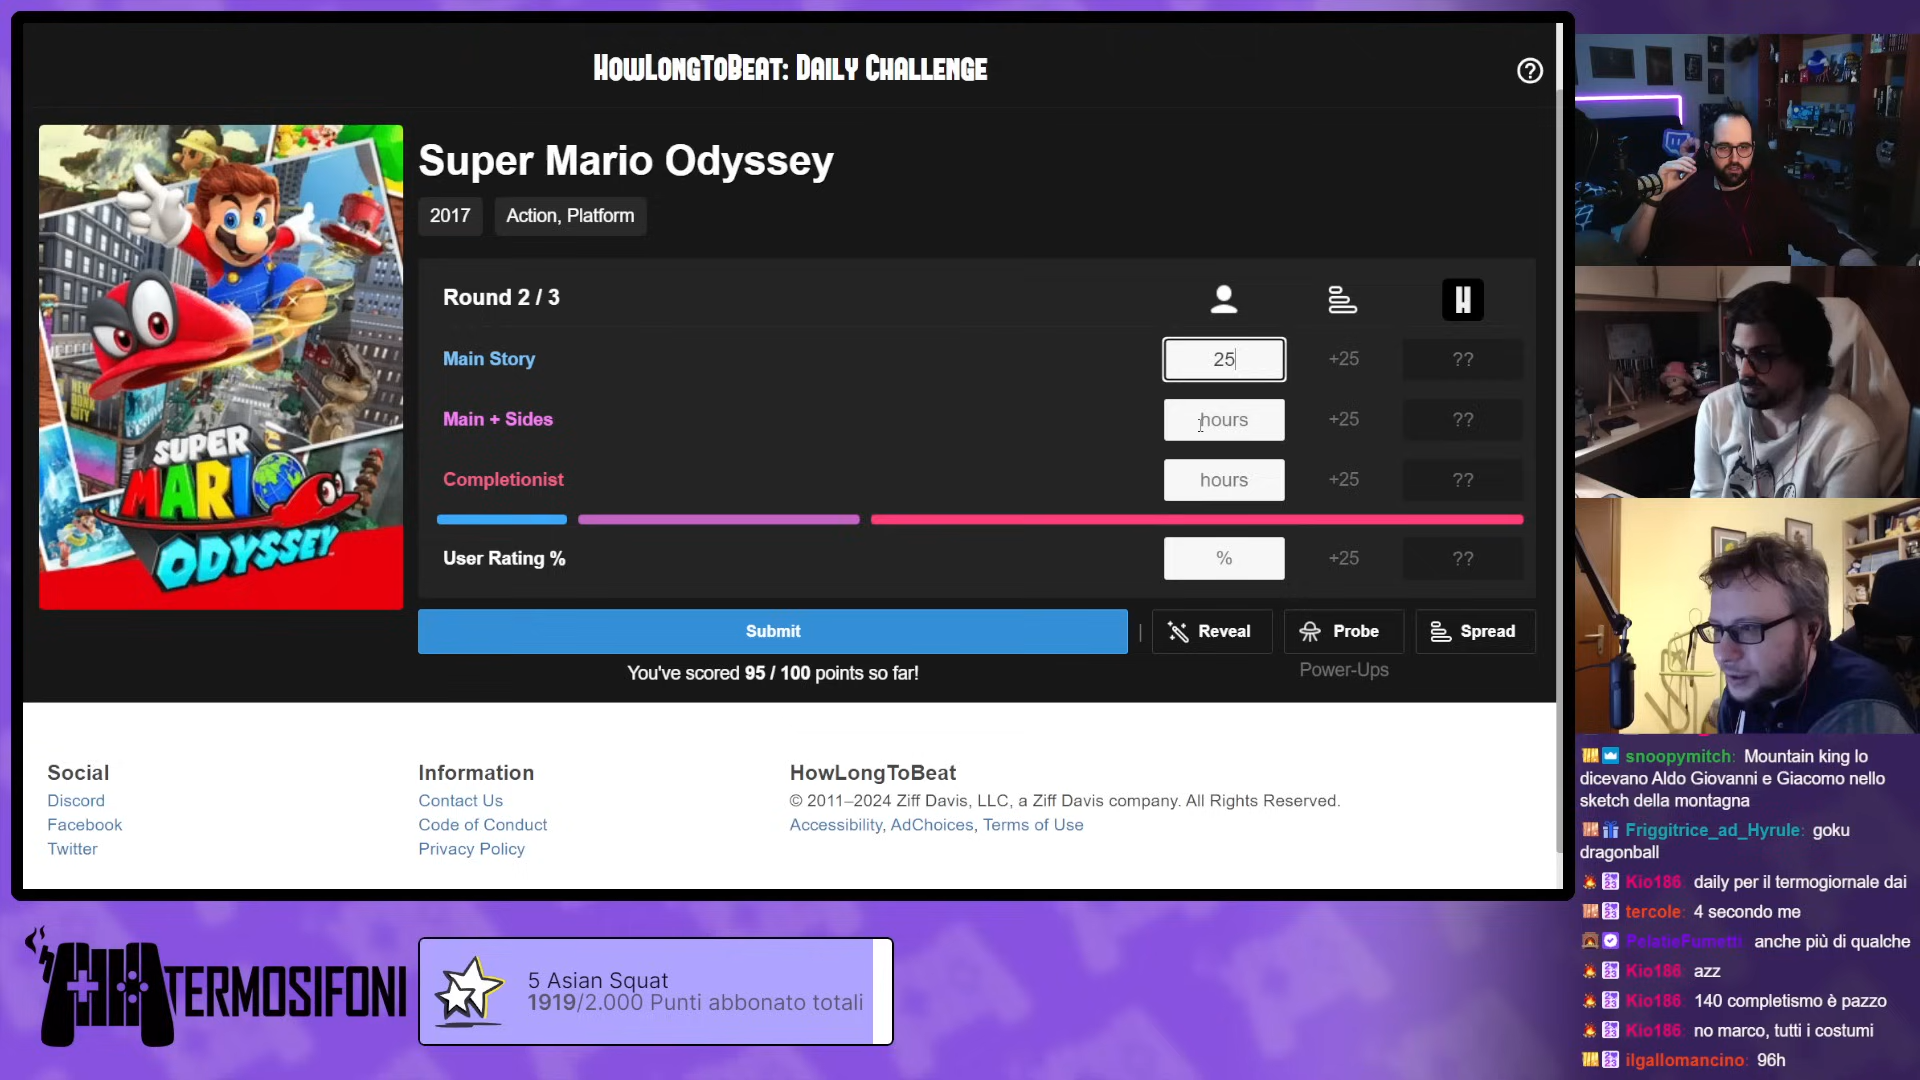 HowLongToBeat: Daily Challenge
Super Mario Odyssey
2017
Action, Platform
Round 2 / 3
Main Story
25
+25
??
Main + Sides
hours
+25
??
Completionist
hours
+25
??
User Rating %
%
+25
??
Submit
Reveal
Probe
Spread
You've scored 95 / 100 points so far!
Power-Ups
SUPER
MARIO
ODYSSEY
Social
Discord
Facebook
Twitter
Information
Contact Us
Code of Conduct
Privacy Policy
HowLongToBeat
© 2011–2024 Ziff Davis, LLC, a Ziff Davis company. All Rights Reserved.
Accessibility, AdChoices, Terms of Use
snoopymitch: Mountain king lo
dicevano Aldo Giovanni e Giacomo nello
sketch della montagna
Friggitrice_ad_Hyrule: goku
dragonball
Kio186: daily per il termogiornale dai
tercole: 4 secondo me
PelatieFumetti: anche più di qualche
Kio186: azz
Kio186: 140 completismo è pazzo
Kio186: no marco, tutti i costumi
ilgallomancino: 96h
TERMOSIFONI
5 Asian Squat
1919/2.000 Punti abbonato totali